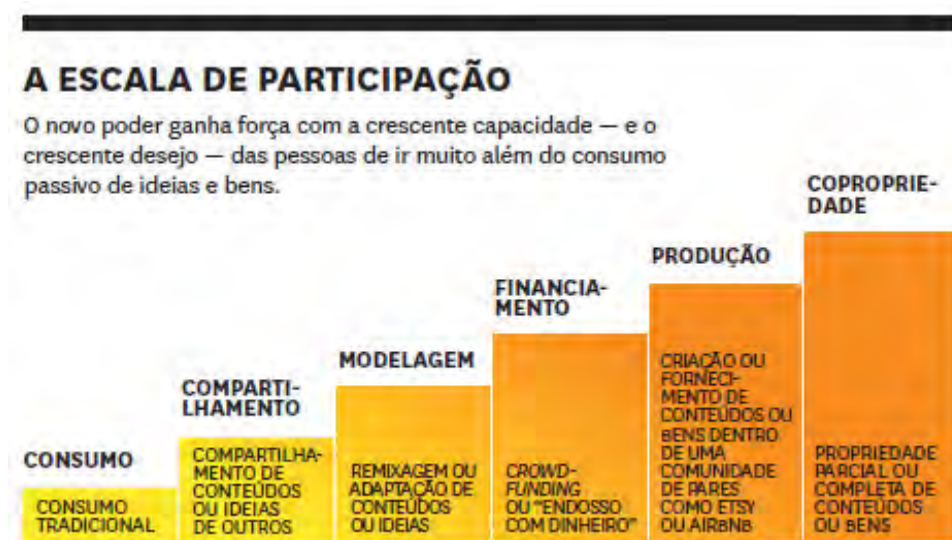 A ESCALA DE PARTICIPAÇÃO
O novo poder ganha força com a crescente capacidade — e o
crescente desejo — das pessoas de ir muito além do consumo
passivo de ideias e bens.
CONSUMO
CONSUMO
TRADICIONAL
COMPARTI-
LHAMENTO
COMPARTILHA-
MENTO DE
CONTEÚDOS
OU IDEIAS
DE OUTROS
MODELAGEM
REMIXAGEM OU
ADAPTAÇÃO DE
CONTEÚDOS
OU IDEIAS
FINANCIA-
MENTO
CROWD-
FUNDING
OU “ENDOSSO
COM DINHEIRO”
PRODUÇÃO
CRIAÇÃO OU
FORNECI-
MENTO DE
CONTEÚDOS OU
BENS DENTRO
DE UMA
COMUNIDADE
DE PARES
COMO ETSY
OU AIRBNB
COPROPRIE-
DADE
PROPRIEDADE
PARCIAL OU
COMPLETA DE
CONTEÚDOS
OU BENS